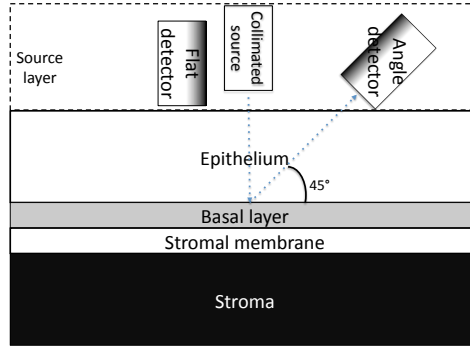 Source
layer
Flat
detector
Collimated
source
Angle
detector
Epithelium
45°
Basal layer
Stromal membrane
Stroma